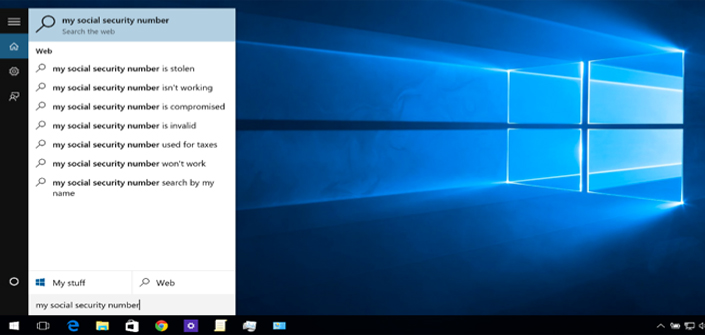 my social security number
Search the web
Web
my social security number is stolen
my social security number isn't working
my social security number is compromised
my social security number is invalid
my social security number used for taxes
my social security number won't work
my social security number search by my
name
My stuff
Web
my social security number